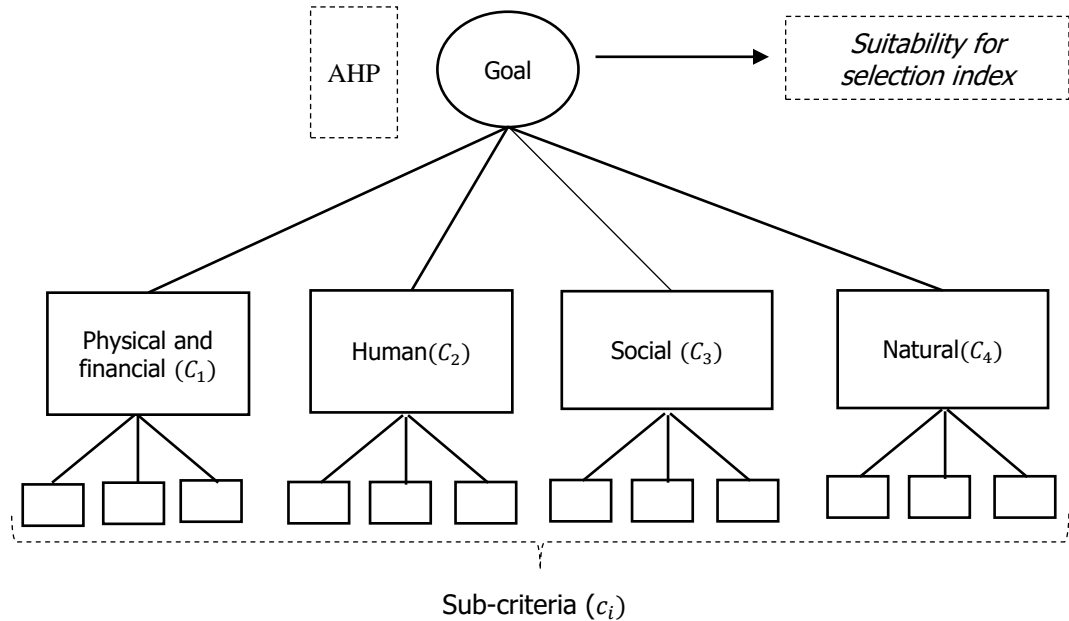 AHP
Goal
Suitability for
selection index
Physical and
financial (C₁)
Human(C₂)
Social (C₃)
Natural(C₄)
Sub-criteria (cᵢ)